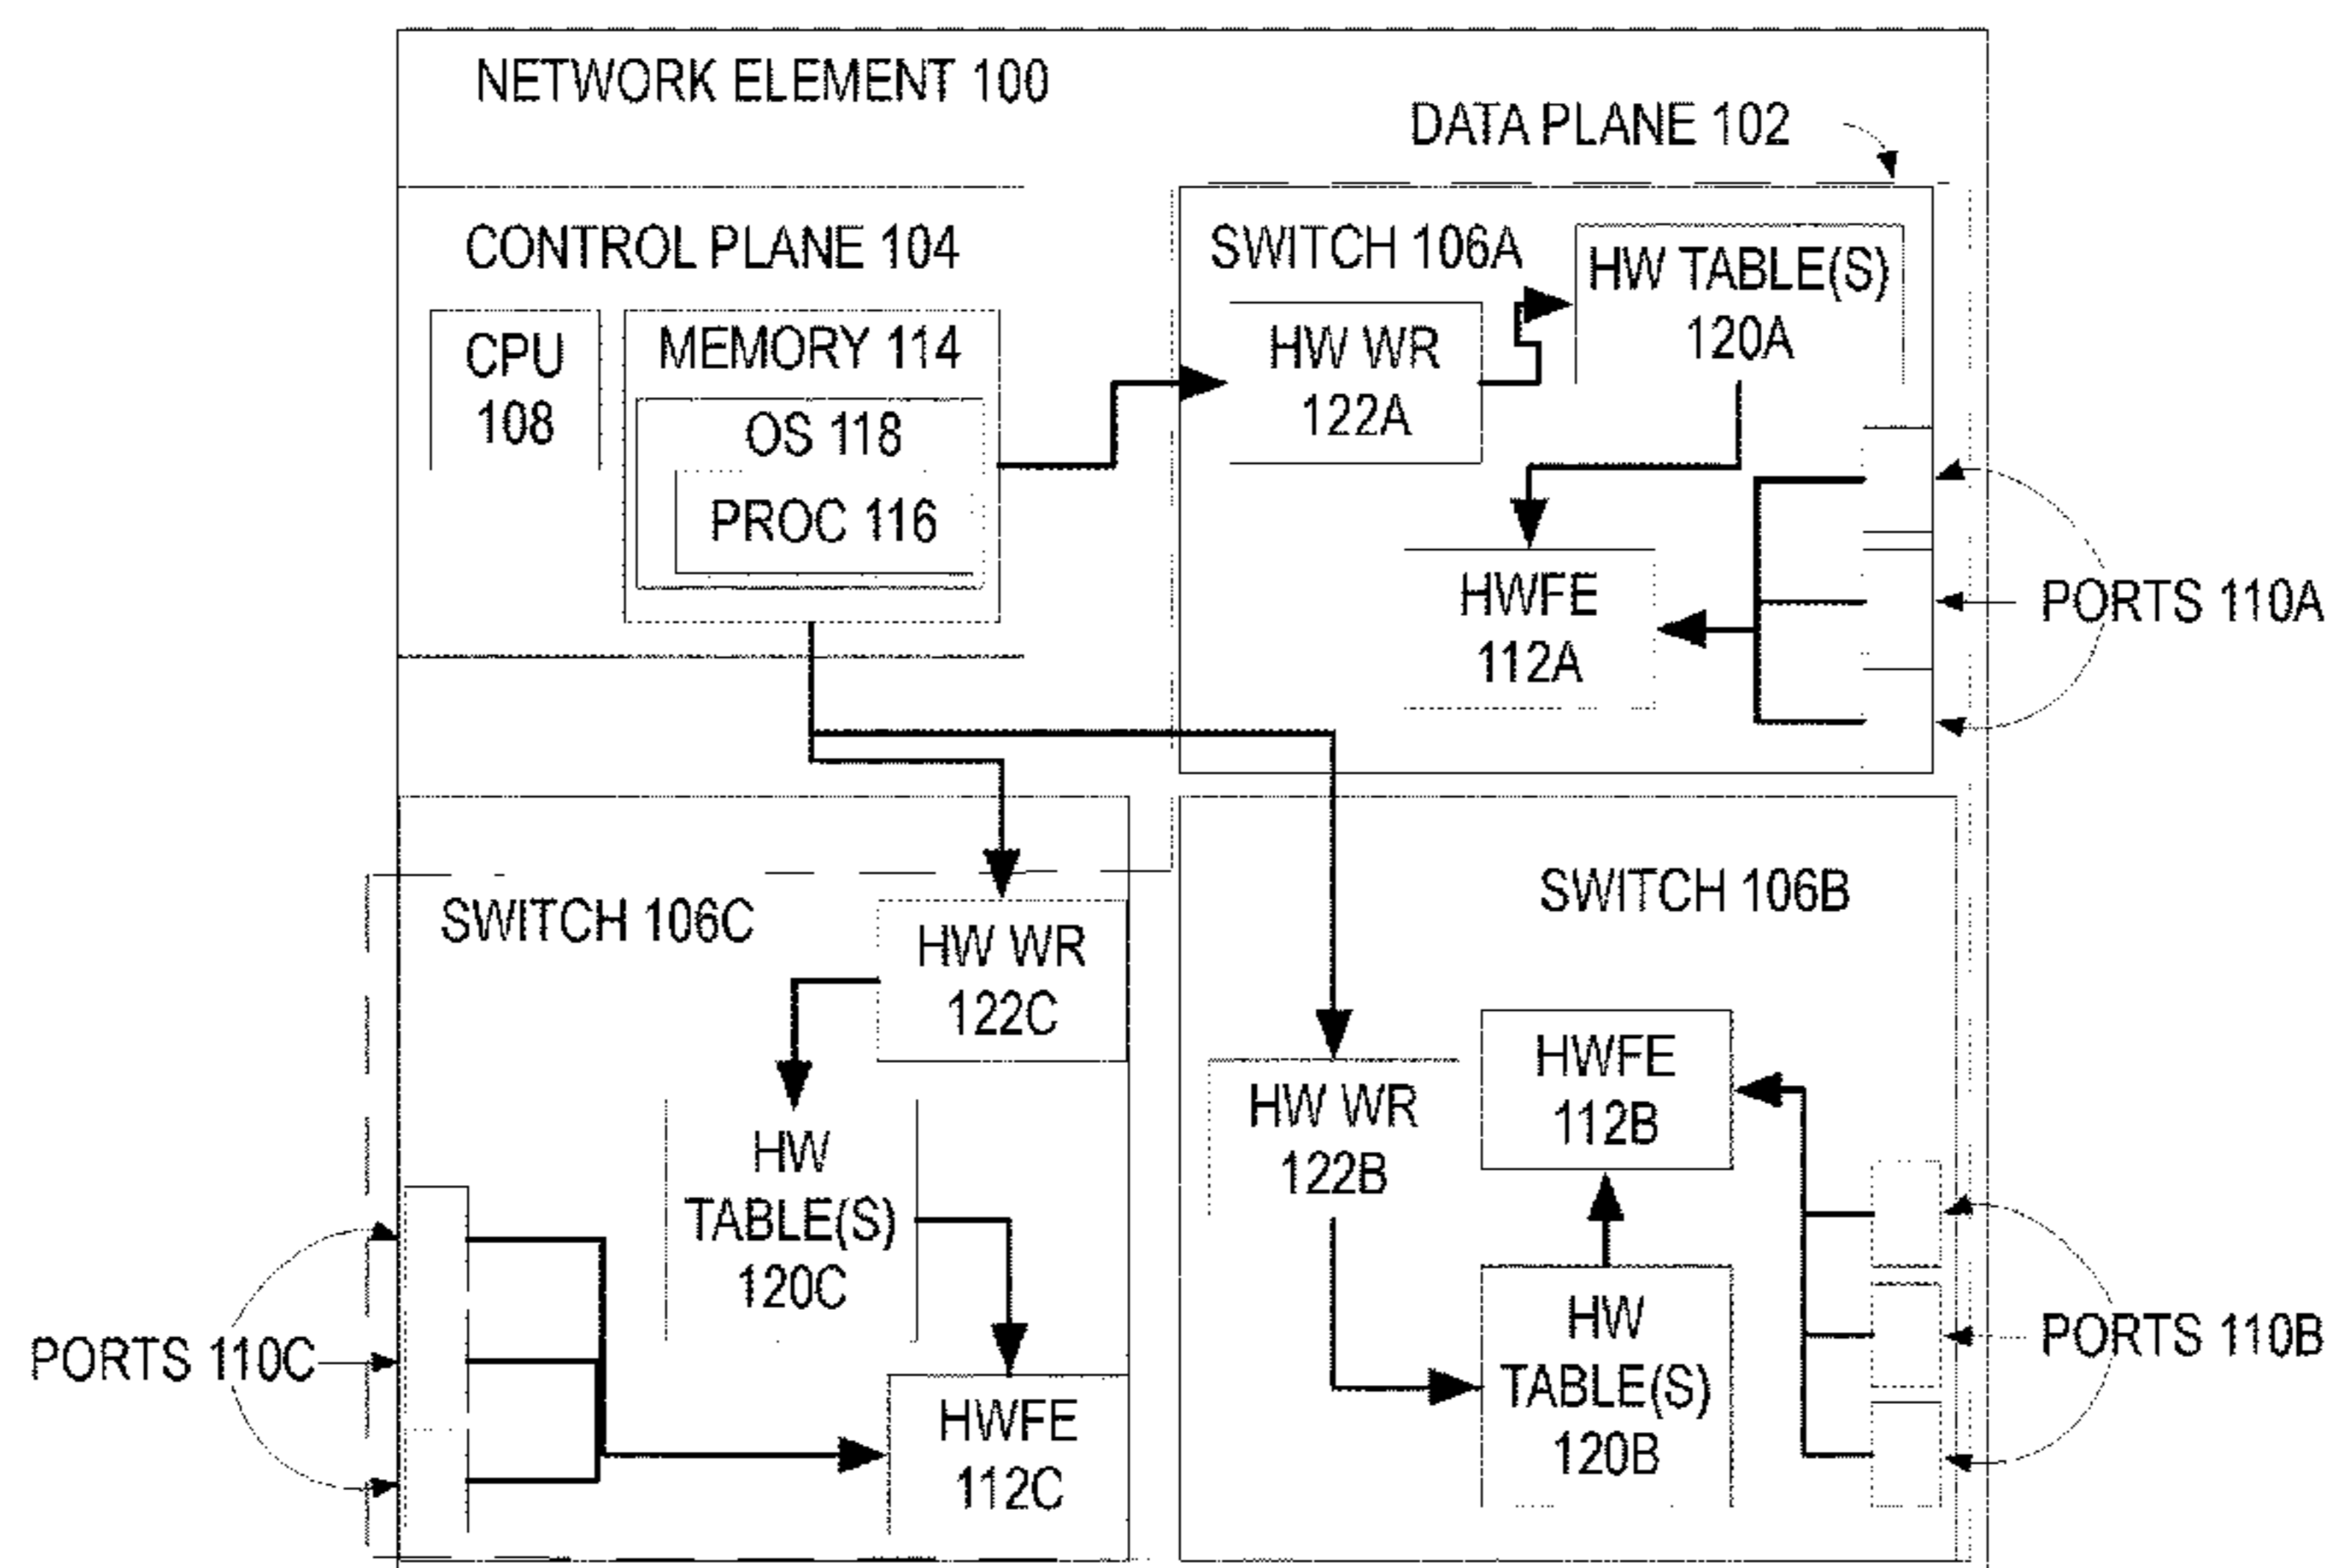 NETWORK ELEMENT 100
DATA PLANE 102
CONTROL PLANE 104
CPU
108
MEMORY 114
OS 118
PROC 116
SWITCH 106A
HW TABLE(S)
120A
HW WR
122A
HWFE
112A
PORTS 110A
SWITCH 106C
HW WR
122C
HW
TABLE(S)
120C
HWFE
112C
PORTS 110C
SWITCH 106B
HW WR
122B
HWFE
112B
HW
TABLE(S)
120B
PORTS 110B